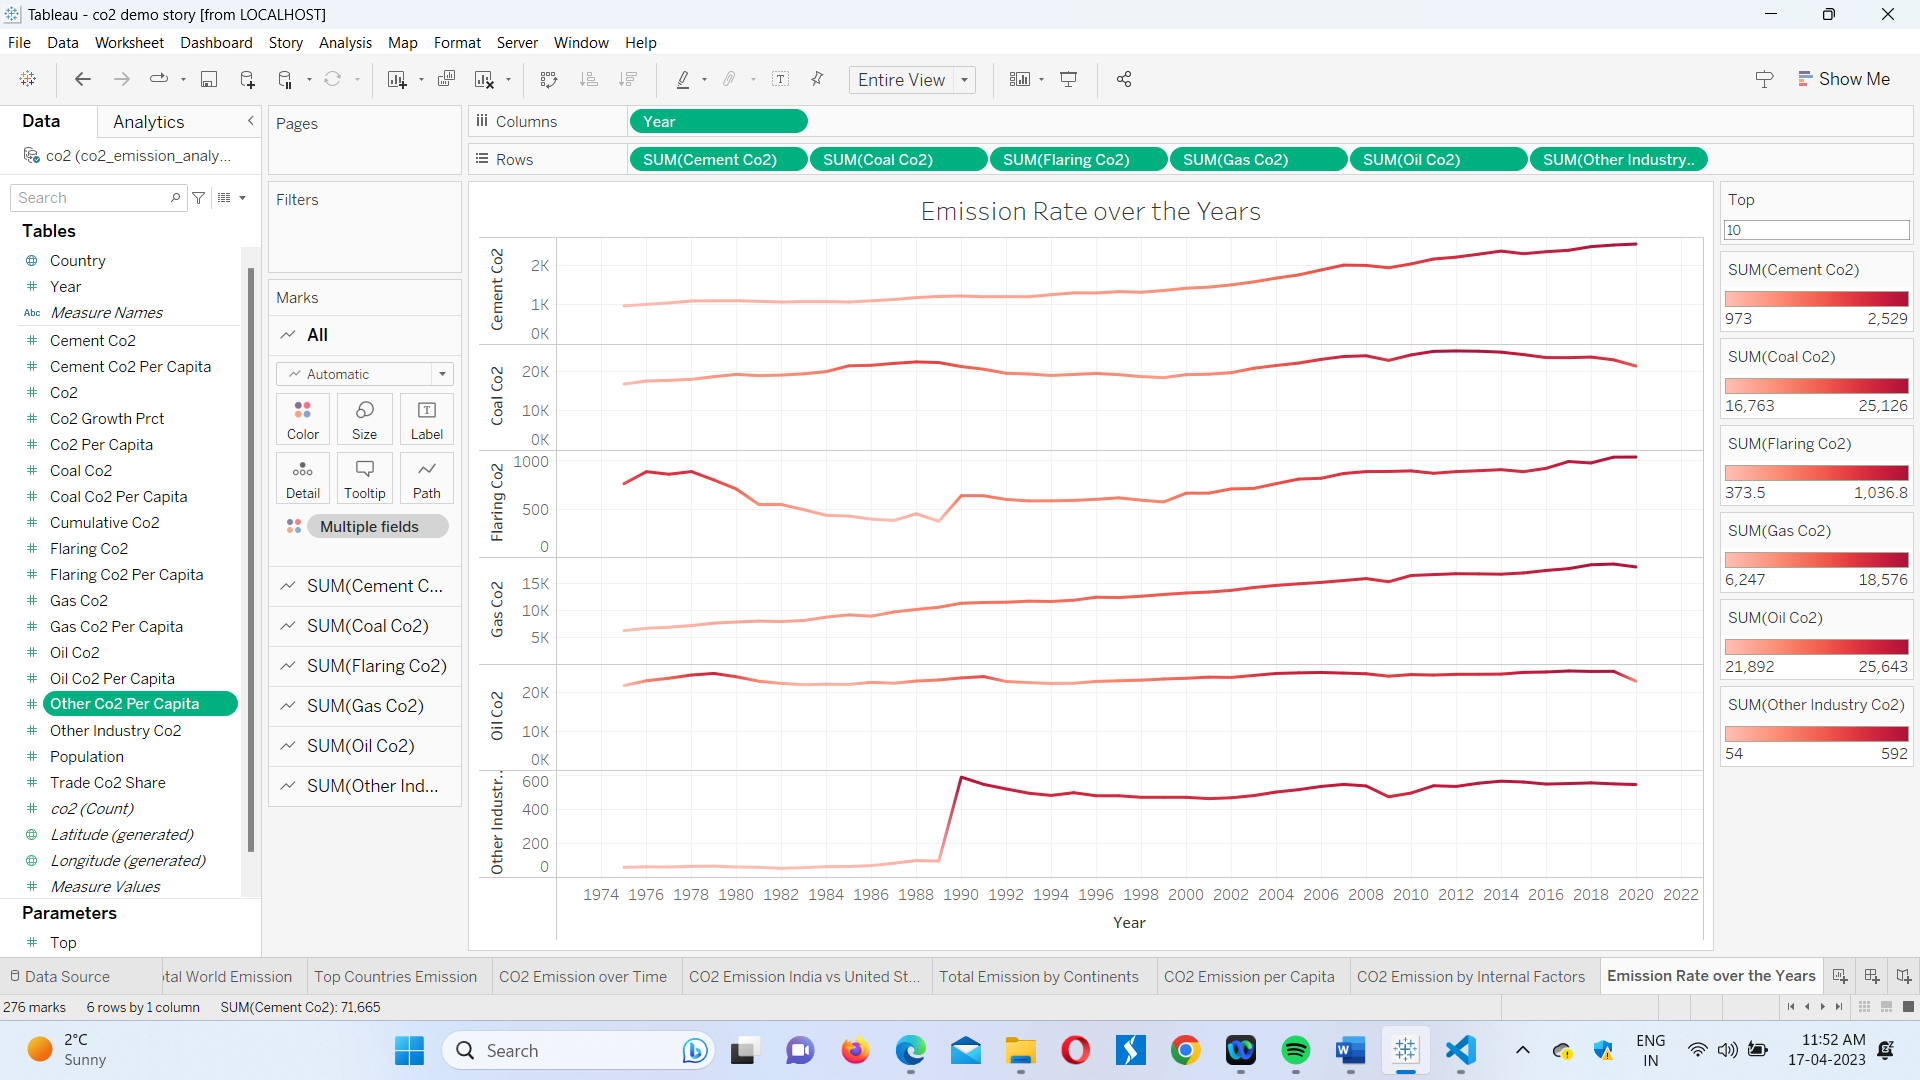 Tableau - co2 demo story [from LOCALHOST]
File Data Worksheet Dashboard Story Analysis Map Format Server Window Help
Entire View
Show Me
Data
Analytics
co2 (co2_emission_analy...
Search
Tables
Country
Year
Abc Measure Names
Cement Co2
Cement Co2 Per Capita
Co2
Co2 Growth Prct
Co2 Per Capita
Coal Co2
Coal Co2 Per Capita
Cumulative Co2
Flaring Co2
Flaring Co2 Per Capita
Gas Co2
Gas Co2 Per Capita
Oil Co2
Oil Co2 Per Capita
Other Co2 Per Capita
Other Industry Co2
Population
Trade Co2 Share
co2 (Count)
Latitude (generated)
Longitude (generated)
Measure Values
Parameters
Top
Pages
Filters
Marks
All
Automatic
Color Size Label
Detail Tooltip Path
Multiple fields
SUM(Cement C...
SUM(Coal Co2)
SUM(Flaring Co2)
SUM(Gas Co2)
SUM(Oil Co2)
SUM(Other Ind...
Columns
Year
Rows
SUM(Cement Co2) SUM(Coal Co2) SUM(Flaring Co2) SUM(Gas Co2) SUM(Oil Co2) SUM(Other Industry..
Emission Rate over the Years
Cement Co2
2K
1K
0K
Coal Co2
20K
10K
0K
Flaring Co2
1000
500
0
Gas Co2
15K
10K
5K
Oil Co2
20K
10K
0K
Other Industr..
600
400
200
0
1974 1976 1978 1980 1982 1984 1986 1988 1990 1992 1994 1996 1998 2000 2002 2004 2006 2008 2010 2012 2014 2016 2018 2020 2022
Year
Top
10
SUM(Cement Co2)
973 2,529
SUM(Coal Co2)
16,763 25,126
SUM(Flaring Co2)
373.5 1,036.8
SUM(Gas Co2)
6,247 18,576
SUM(Oil Co2)
21,892 25,643
SUM(Other Industry Co2)
54 592
Data Source
tal World Emission
Top Countries Emission
CO2 Emission over Time
CO2 Emission India vs United St...
Total Emission by Continents
CO2 Emission per Capita
CO2 Emission by Internal Factors
Emission Rate over the Years
276 marks 6 rows by 1 column SUM(Cement Co2): 71,665
2°C
Sunny
Search
ENG
IN
11:52 AM
17-04-2023